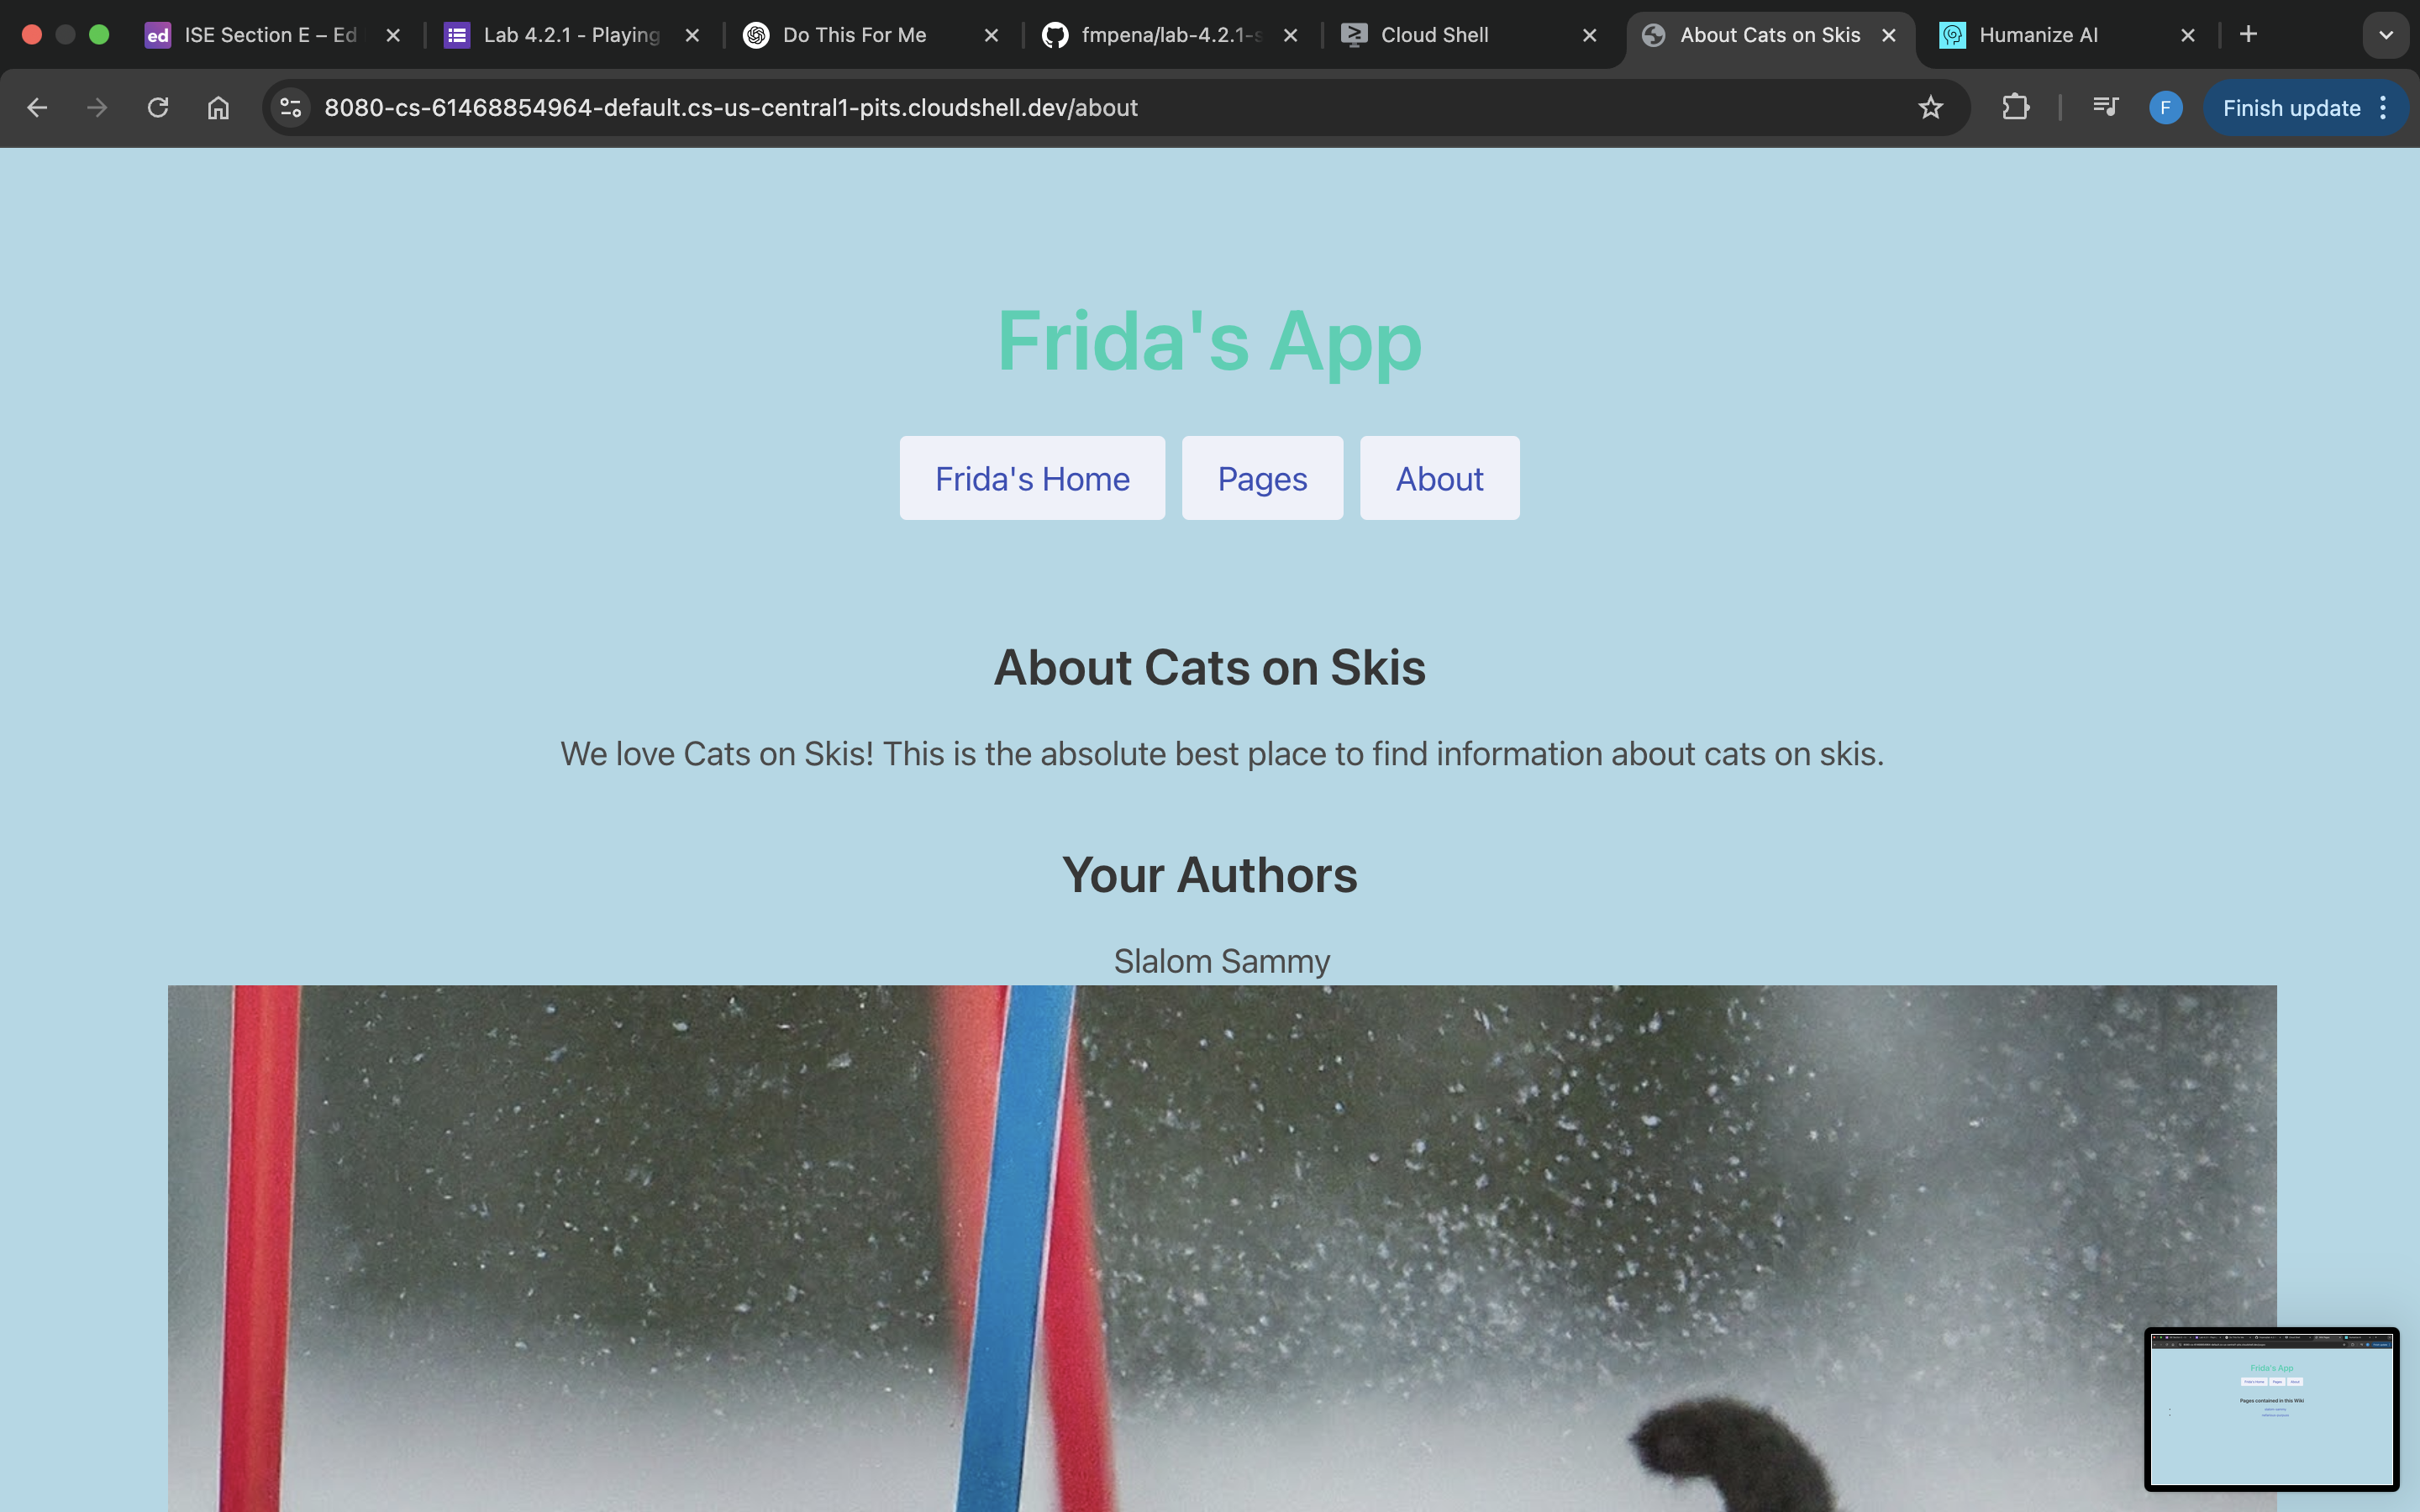 ed ISE Section E – Ed
Lab 4.2.1 - Playing
Do This For Me
fmpena/lab-4.2.1-s
Cloud Shell
About Cats on Skis
Humanize AI
8080-cs-61468854964-default.cs-us-central1-pits.cloudshell.dev/about
F
Finish update
Frida's App
Frida's Home
Pages
About
About Cats on Skis
We love Cats on Skis! This is the absolute best place to find information about cats on skis.
Your Authors
Slalom Sammy
Frida's App
Frida's Home Pages About
Pages contained in this Wiki